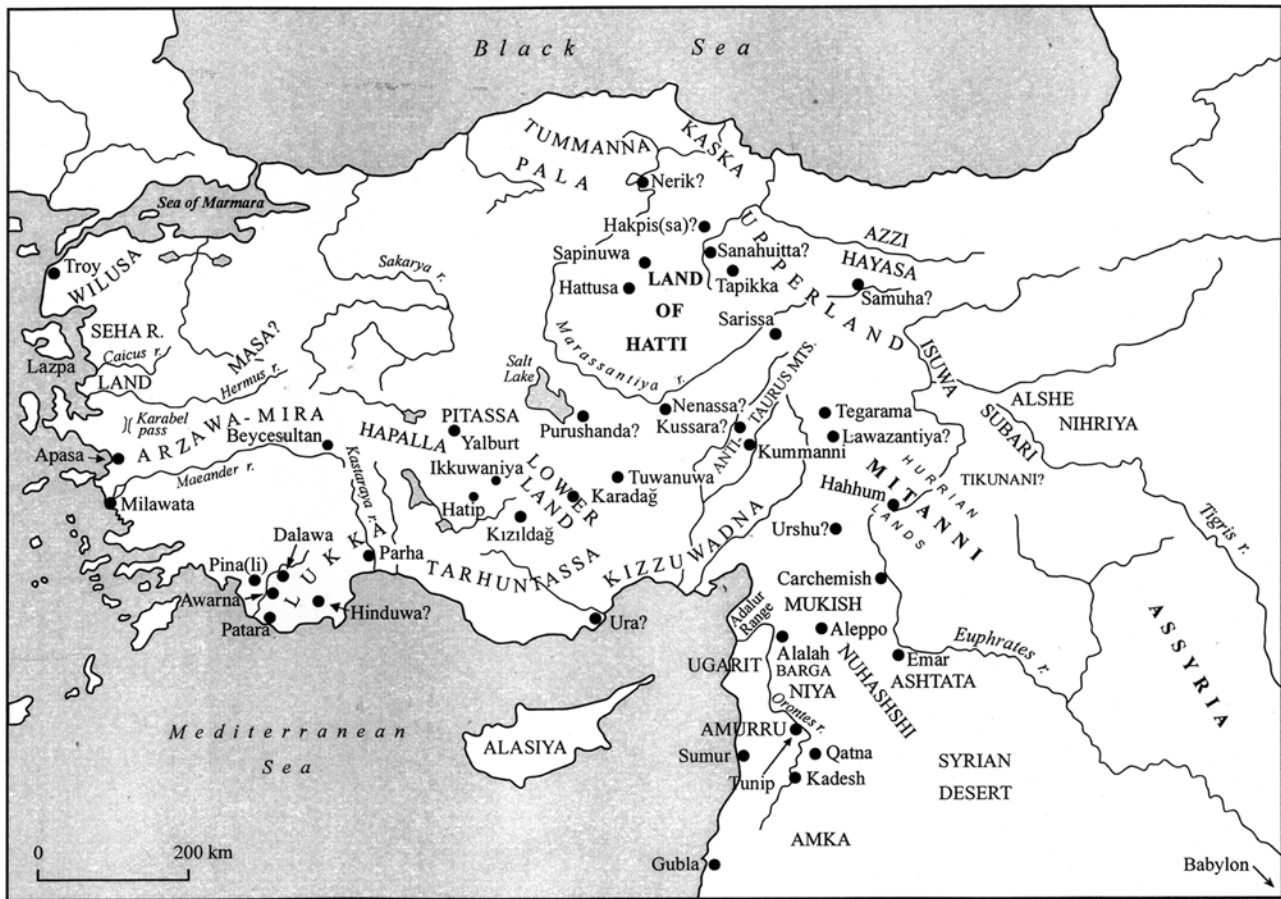 Black Sea
TUMMANNA
KASKA
PALA
Nerik?
Sea of Marmara
Hakpis(sa)?
UPPER LAND
AZZI
Sapinuwa
Sanahuitta?
HAYASA
Troy
WILUSA
Sakarya r.
Hattusa
LAND
OF
HATTI
Tapikka
Samuha?
Sarissa
SEHA R.
LAND
MASA?
Marassantiya r.
ISUWA
Caicus r.
Lazpa
Hermus r.
Salt
Lake
ANTI-TAURUS MTS.
ALSHE
NIHRIYA
SUBARI
Karabel
pass
ARZAWA-MIRA
PITASSA
Nenassa?
Tegarama
Kussara?
Purushanda?
Beycesultan
HAPALLA
Yalburt
Lawazantiya?
Kummanni
Apasa
Maeander r.
Kastaraya r.
Ikkuwaniya
LOWER
LAND
Tuwanuwa
MITANNI
HURRIAN
LANDS
TIKUNANI?
Hatip
Karadağ
Hahhum
Milawata
Kızıldağ
Tigris r.
Urshu?
Dalawa
LUKKA
Parha
KIZZUWADNA
Pina(li)
TARHUNTASSA
Carchemish
Awarna
Hinduwa?
MUKISH
Adalur
Range
Patara
Ura?
Aleppo
ASSYRIA
Alalah
Euphrates r.
UGARIT
BARGA
NUHASHSHI
Emar
ASHTATA
NIYA
Orontes r.
Mediterranean
Sea
AMURRU
ALASIYA
Sumur
Qatna
SYRIAN
DESERT
Tunip
Kadesh
AMKA
0 200 km
Gubla
Babylon